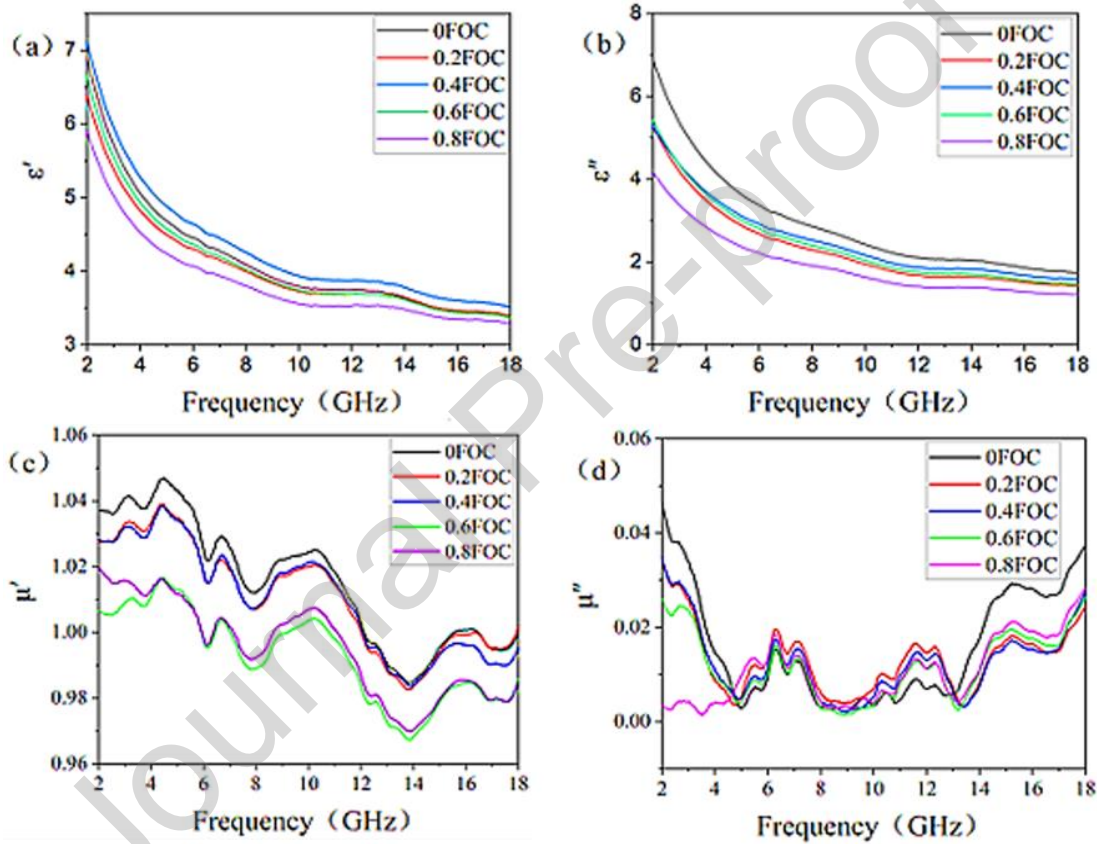 (a)
7
6
5
4
3
ε′
0FOC
0.2FOC
0.4FOC
0.6FOC
0.8FOC
2 4 6 8 10 12 14 16 18
Frequency（GHz）
(b)
8
6
4
2
0
ε″
0FOC
0.2FOC
0.4FOC
0.6FOC
0.8FOC
2 4 6 8 10 12 14 16 18
Frequency（GHz）
(c)
1.06
1.04
1.02
1.00
0.98
0.96
μ′
0FOC
0.2FOC
0.4FOC
0.6FOC
0.8FOC
2 4 6 8 10 12 14 16 18
Frequency（GHz）
(d)
0.06
0.04
0.02
0.00
μ″
0FOC
0.2FOC
0.4FOC
0.6FOC
0.8FOC
2 4 6 8 10 12 14 16 18
Frequency（GHz）
Journal Pre-proof